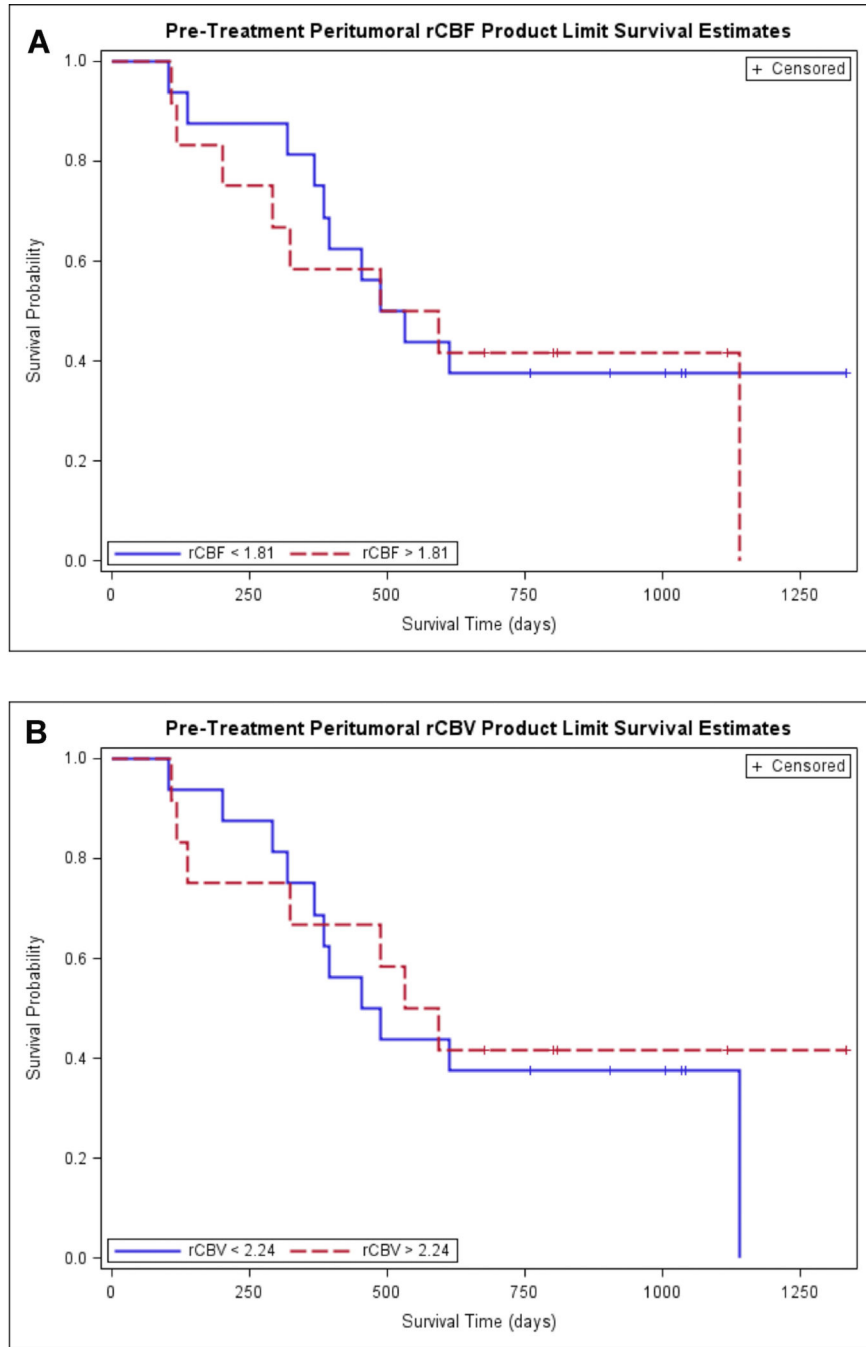 A
Pre-Treatment Peritumoral rCBF Product Limit Survival Estimates
+ Censored
1.0
0.8
0.6
0.4
0.2
0.0
Survival Probability
rCBF < 1.81
rCBF > 1.81
0
250
500
750
1000
1250
Survival Time (days)
B
Pre-Treatment Peritumoral rCBV Product Limit Survival Estimates
+ Censored
1.0
0.8
0.6
0.4
0.2
0.0
Survival Probability
rCBV < 2.24
rCBV > 2.24
0
250
500
750
1000
1250
Survival Time (days)